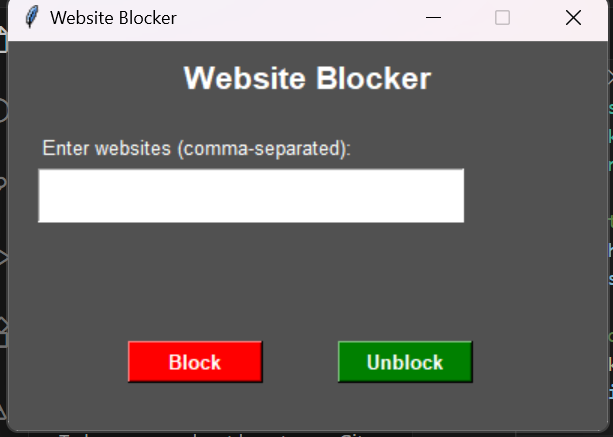 Website Blocker
Website Blocker
Enter websites (comma-separated):
Block
Unblock